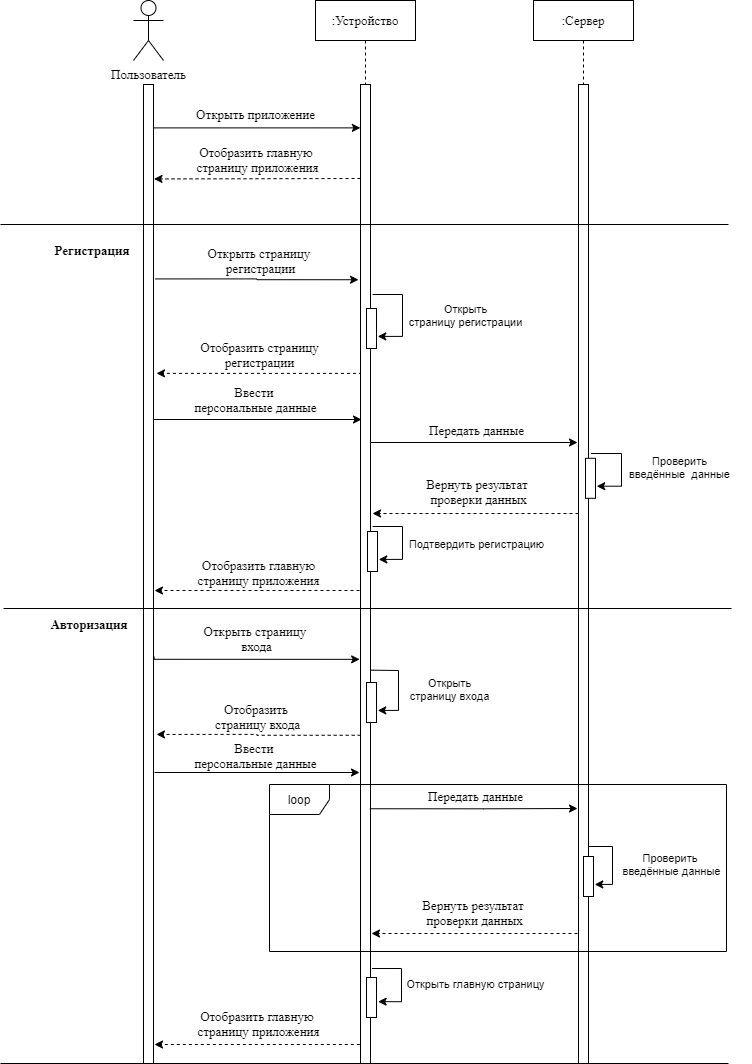 :Устройство
:Сервер
Пользователь
Открыть приложение
Отобразить главную
страницу приложения
Регистрация
Открыть страницу
регистрации
Открыть
страницу регистрации
Отобразить страницу
регистрации
Ввести
персональные данные
Передать данные
Проверить
введённые данные
Вернуть результат
проверки данных
Подтвердить регистрацию
Отобразить главную
страницу приложения
Авторизация
Открыть страницу
входа
Открыть
страницу входа
Отобразить
страницу входа
Ввести
персональные данные
loop
Передать данные
Проверить
введённые данные
Вернуть результат
проверки данных
Открыть главную страницу
Отобразить главную
страницу приложения